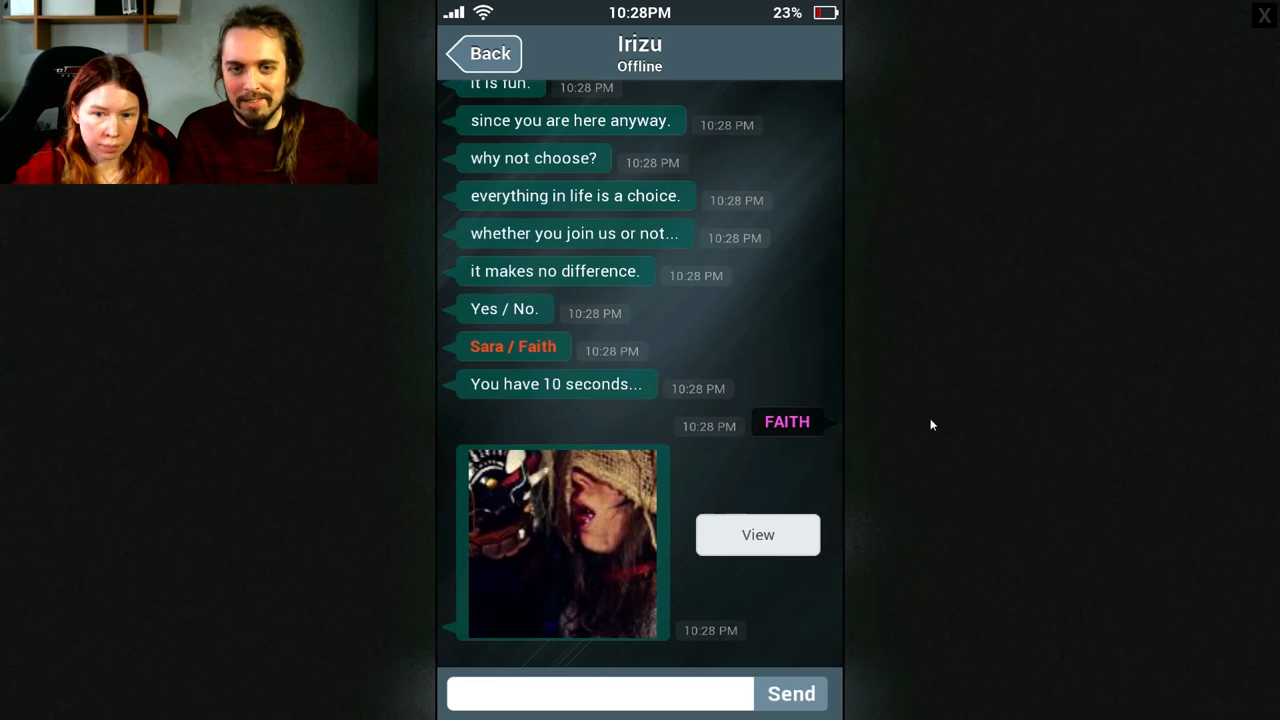 10:28PM
23%
X
Back
Irizu
Offline
it is fun.
10:28 PM
since you are here anyway.
10:28 PM
why not choose?
10:28 PM
everything in life is a choice.
10:28 PM
whether you join us or not...
10:28 PM
it makes no difference.
10:28 PM
Yes / No.
10:28 PM
Sara / Faith
10:28 PM
You have 10 seconds...
10:28 PM
10:28 PM
FAITH
View
10:28 PM
Send